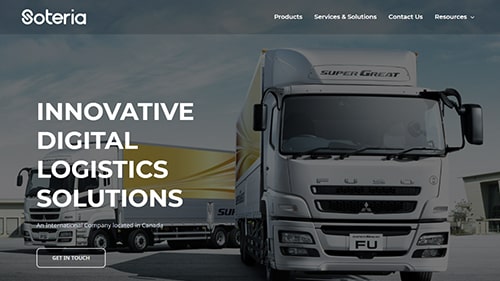 Soteria
Products
Services & Solutions
Contact Us
Resources
SUPER GREAT
INNOVATIVE
DIGITAL
LOGISTICS
SOLUTIONS
An International Company located in Canada
GET IN TOUCH
FUSO
FU